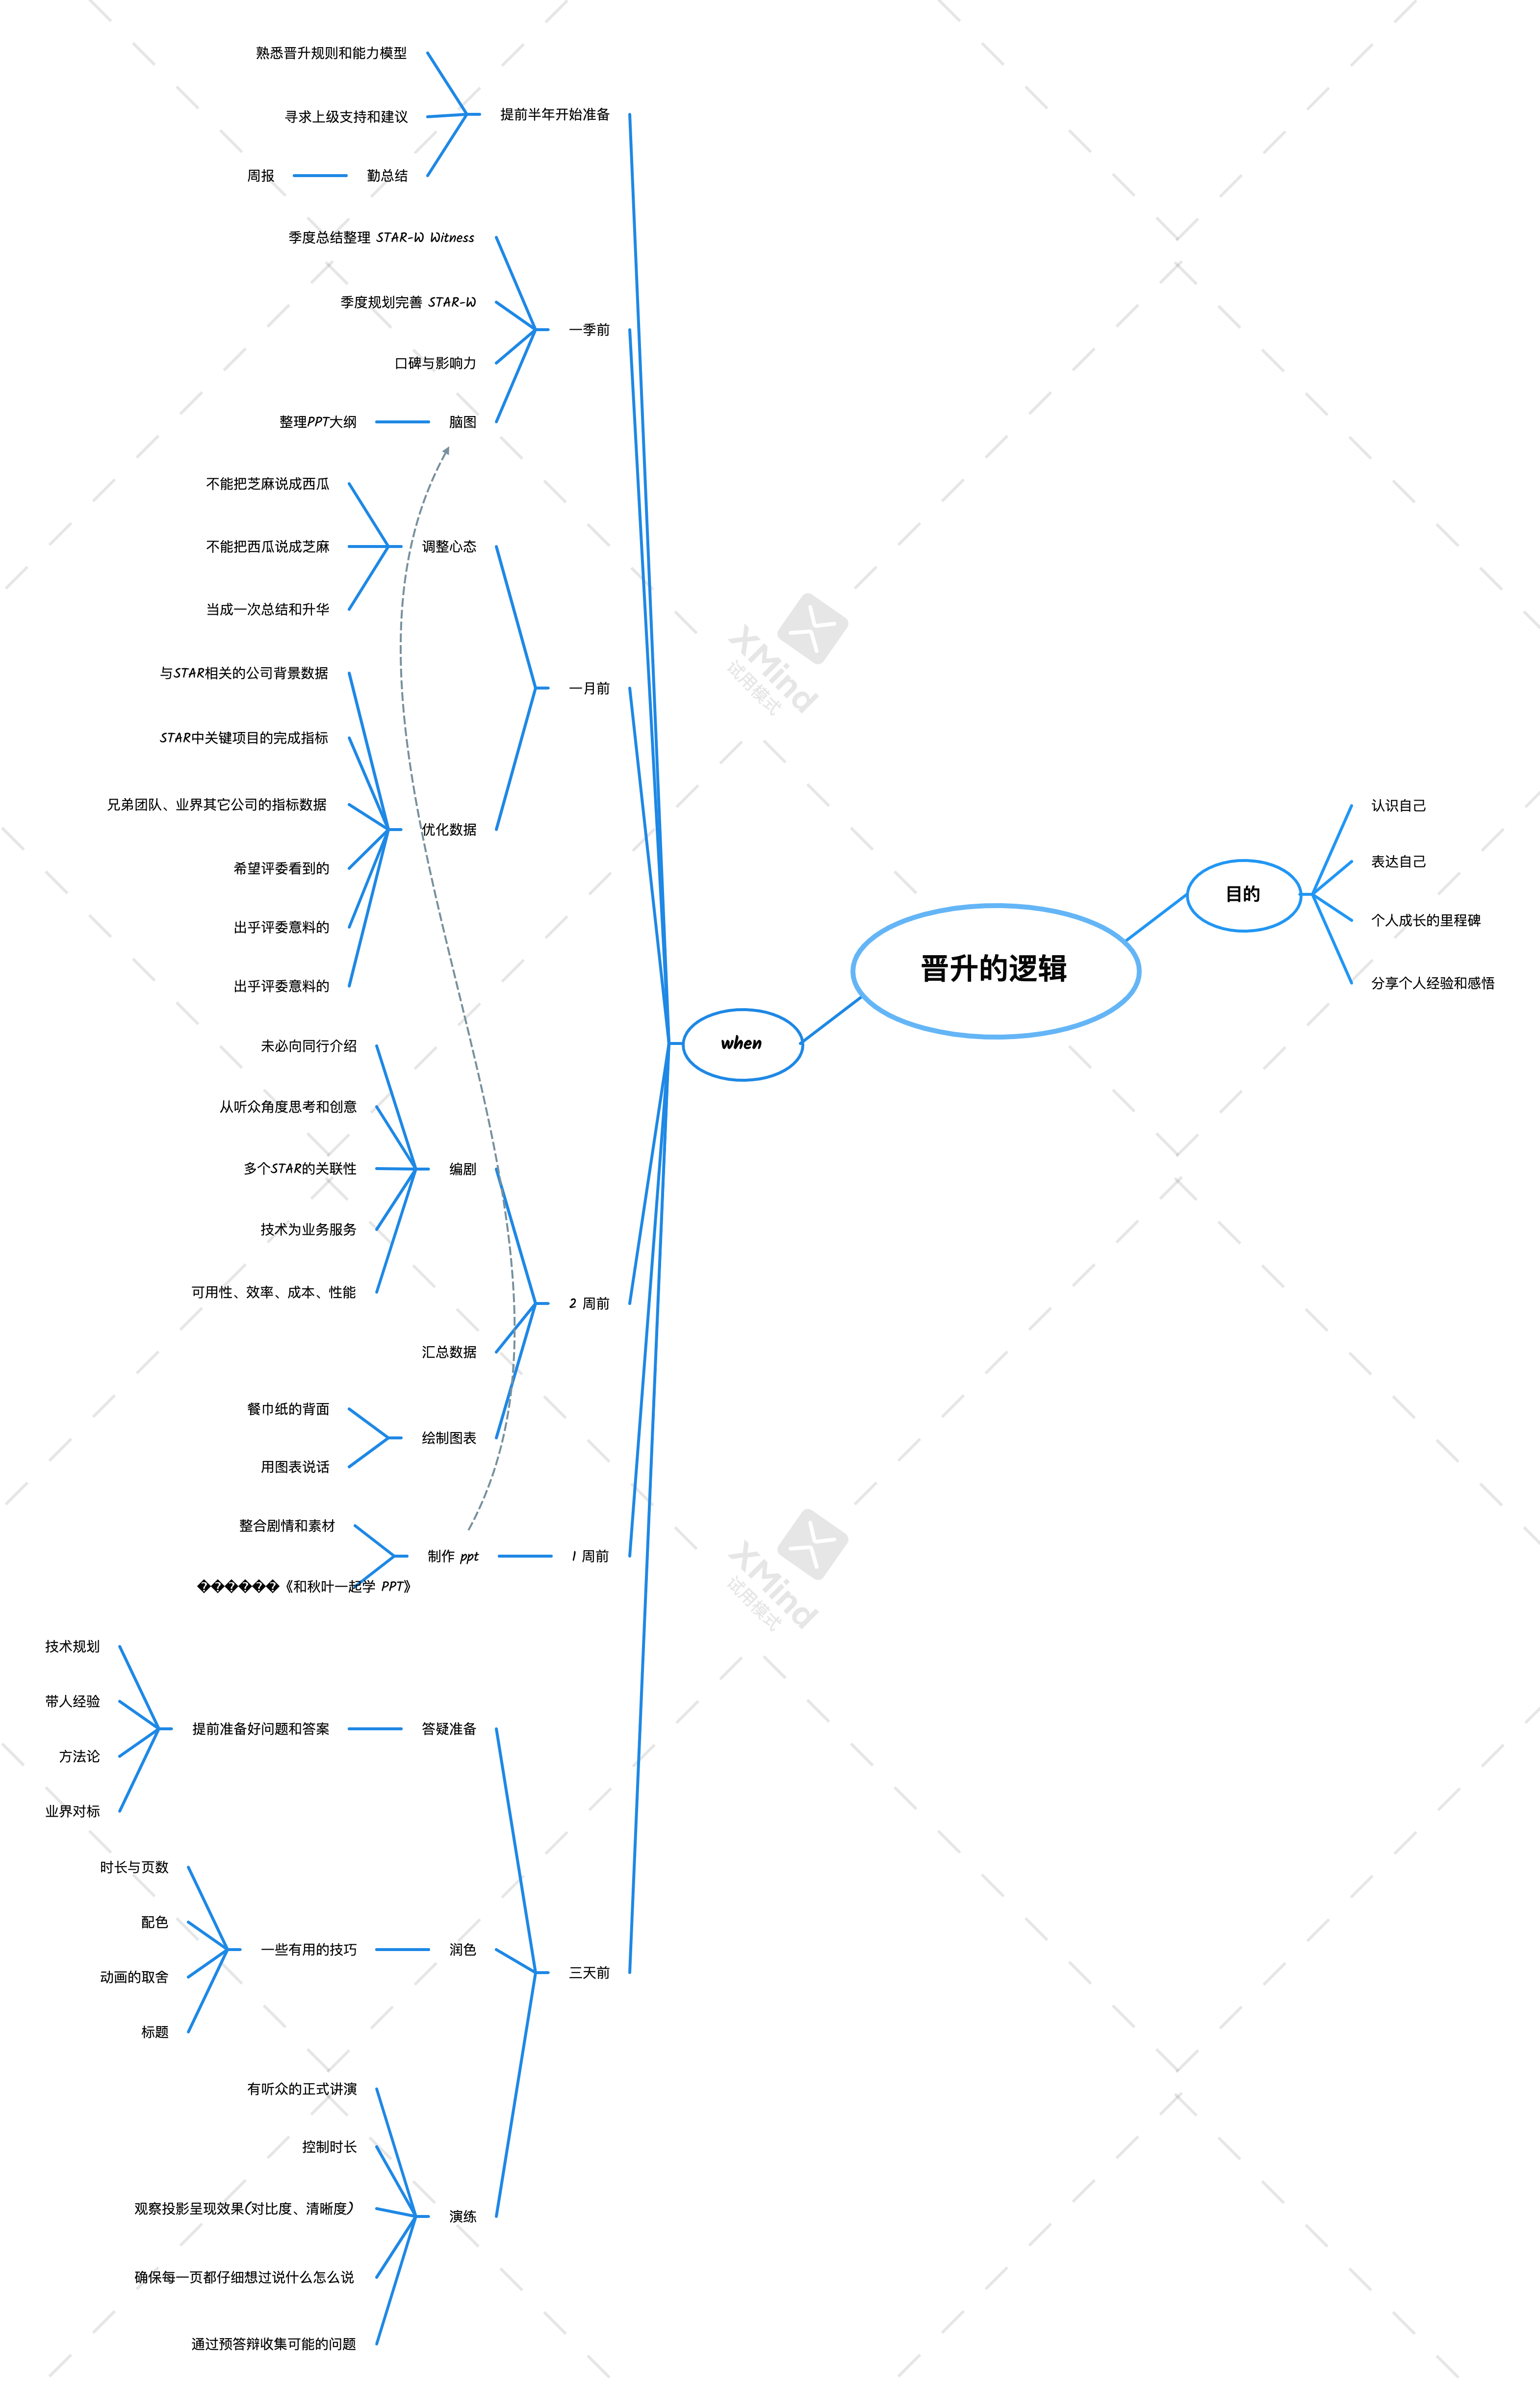 晋升的逻辑
目的
认识自己
表达自己
个人成长的里程碑
分享个人经验和感悟
when
提前半年开始准备
熟悉晋升规则和能力模型
寻求上级支持和建议
勤总结
周报
一季前
季度总结整理 STAR-W Witness
季度规划完善 STAR-W
口碑与影响力
脑图
整理PPT大纲
一月前
调整心态
不能把芝麻说成西瓜
不能把西瓜说成芝麻
当成一次总结和升华
优化数据
与STAR相关的公司背景数据
STAR中关键项目的完成指标
兄弟团队、业界其它公司的指标数据
希望评委看到的
出乎评委意料的
出乎评委意料的
2 周前
编剧
未必向同行介绍
从听众角度思考和创意
多个STAR的关联性
技术为业务服务
可用性、效率、成本、性能
汇总数据
绘制图表
餐巾纸的背面
用图表说话
1 周前
制作 ppt
整合剧情和素材
������《和秋叶一起学 PPT》
三天前
答疑准备
提前准备好问题和答案
技术规划
带人经验
方法论
业界对标
润色
一些有用的技巧
时长与页数
配色
动画的取舍
标题
演练
有听众的正式讲演
控制时长
观察投影呈现效果(对比度、清晰度)
确保每一页都仔细想过说什么怎么说
通过预答辩收集可能的问题
XMind
试用模式
XMind
试用模式